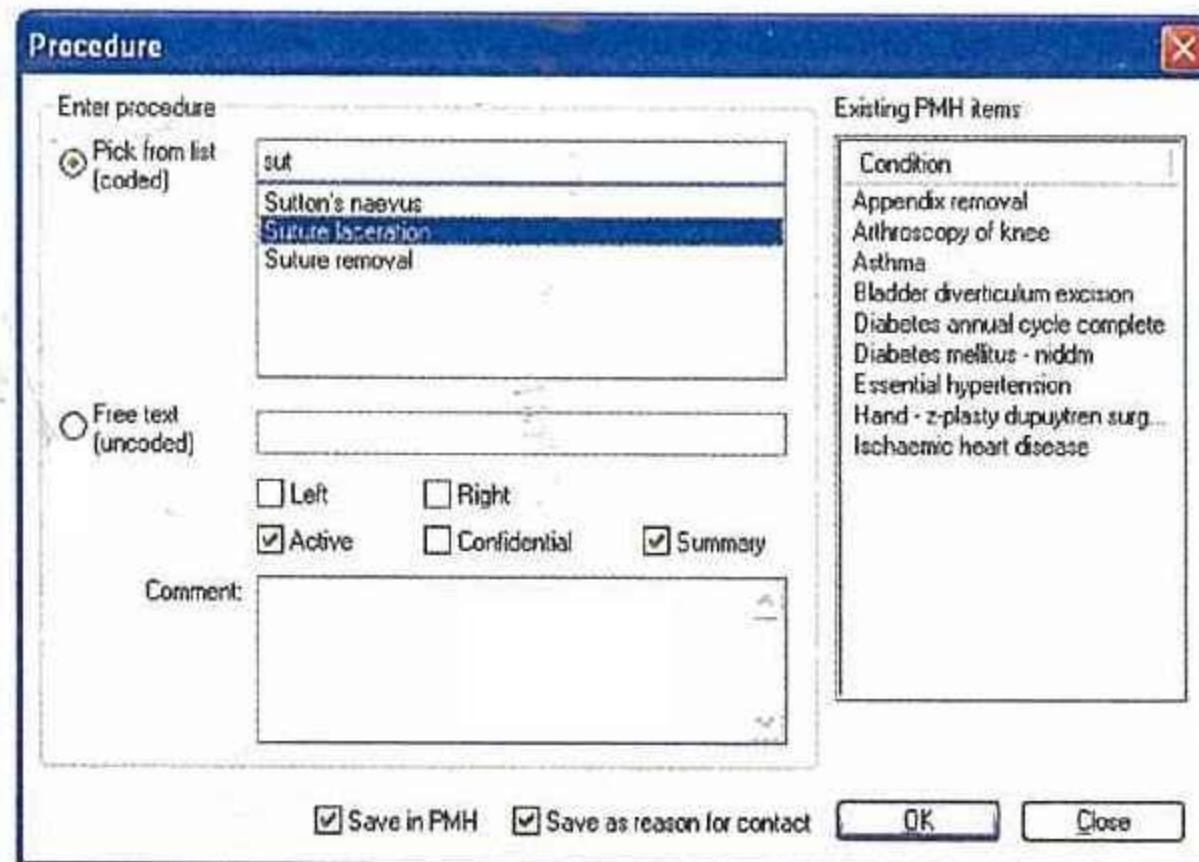 Procedure
Enter procedure
Pick from list
(coded)
sut
Sutton's naevus
Suture laceration
Suture removal
Free text
(uncoded)
Left
Right
Active
Confidential
Summary
Comment:
Existing PMH items
Condition
Appendix removal
Arthroscopy of knee
Asthma
Bladder diverticulum excision
Diabetes annual cycle complete
Diabetes mellitus - niddm
Essential hypertension
Hand - z-plasty dupuytren surg...
Ischaemic heart disease
Save in PMH
Save as reason for contact
OK
Close